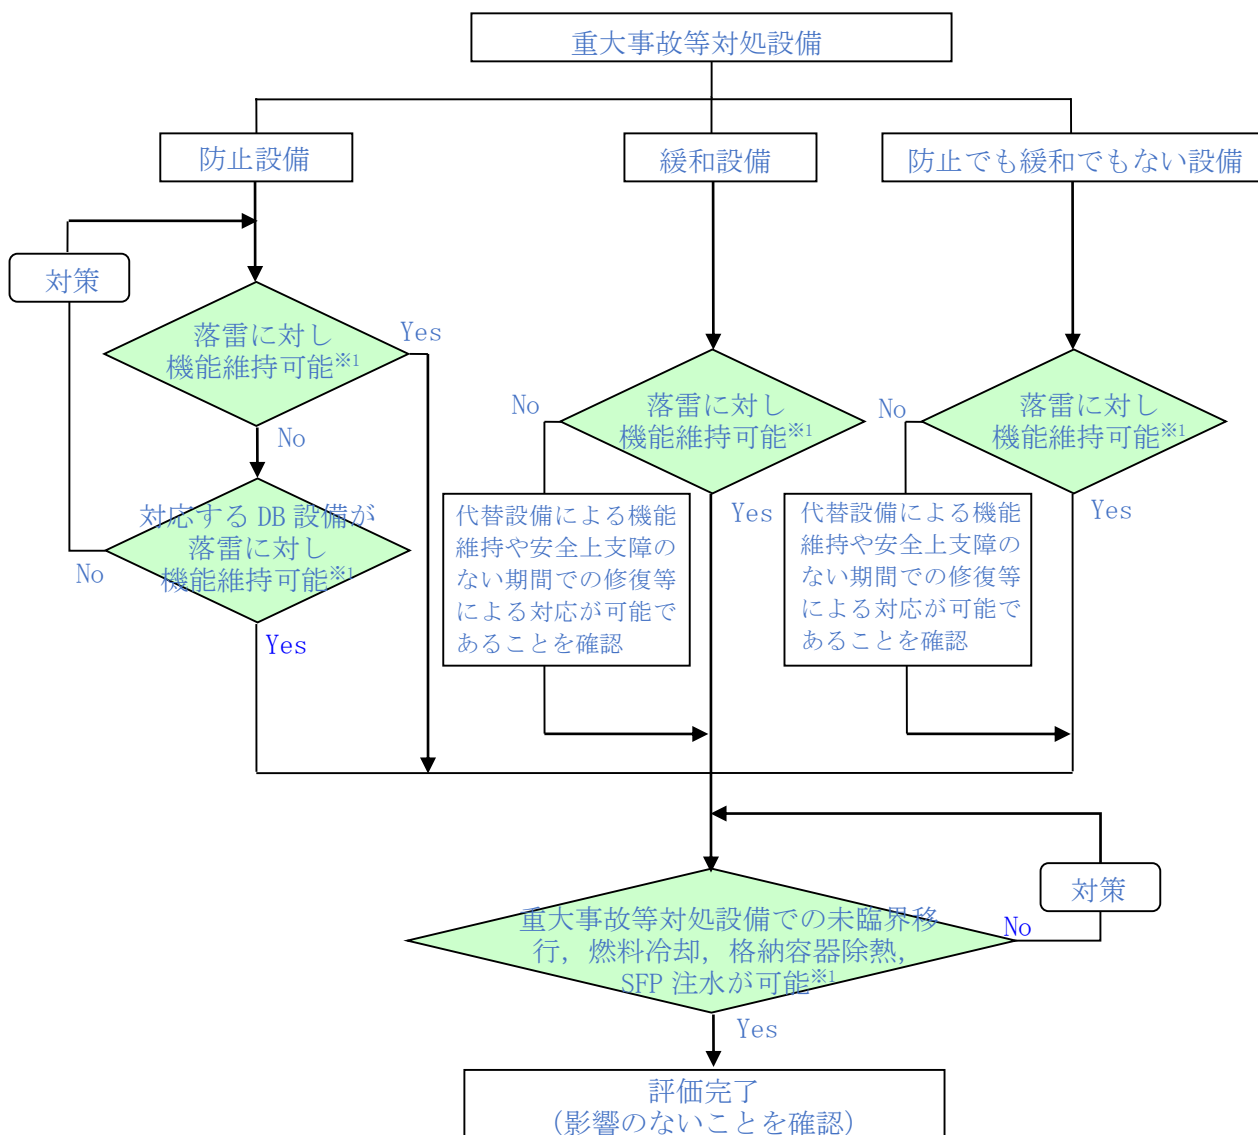 重大事故等対処設備
防止設備
緩和設備
防止でも緩和でもない設備
対策
落雷に対し
機能維持可能※1
Yes
No
対応する DB 設備が
落雷に対し
機能維持可能※1
No
Yes
落雷に対し
機能維持可能※1
No
Yes
代替設備による機能
維持や安全上支障の
ない期間での修復等
による対応が可能で
あることを確認
落雷に対し
機能維持可能※1
No
Yes
代替設備による機能
維持や安全上支障の
ない期間での修復等
による対応が可能で
あることを確認
重大事故等対処設備での未臨界移
行, 燃料冷却, 格納容器除熱,
SFP 注水が可能※1
No
対策
Yes
評価完了
(影響のないことを確認)